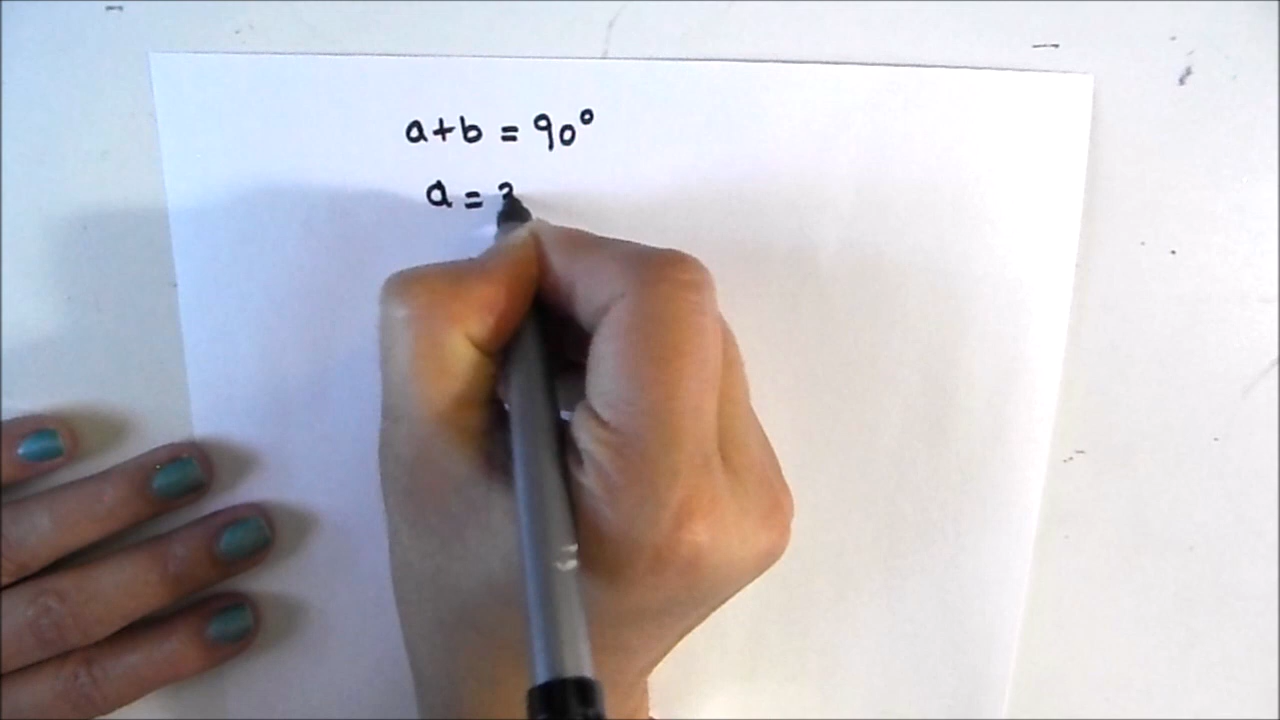 a+b = 90°
a =